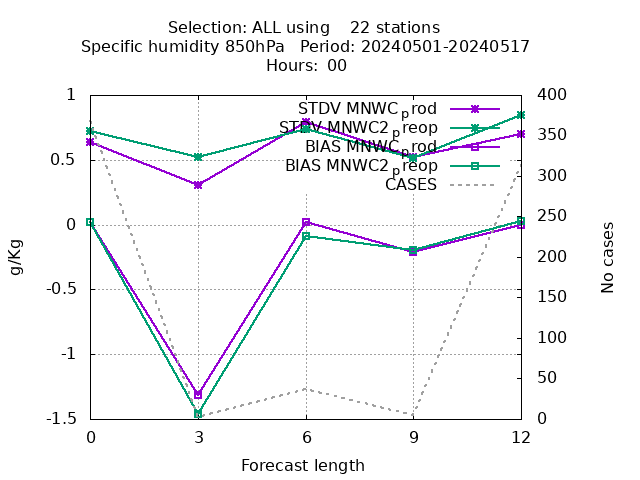 Selection: ALL using    22 stations
Specific humidity 850hPa   Period: 20240501-20240517
Hours: 00
STDV MNWC_prod
STDV MNWC2_preop
BIAS MNWC_prod
BIAS MNWC2_preop
CASES
1
0.5
0
-0.5
-1
-1.5
g/Kg
400
350
300
250
200
150
100
50
0
No cases
0 3 6 9 12
Forecast length